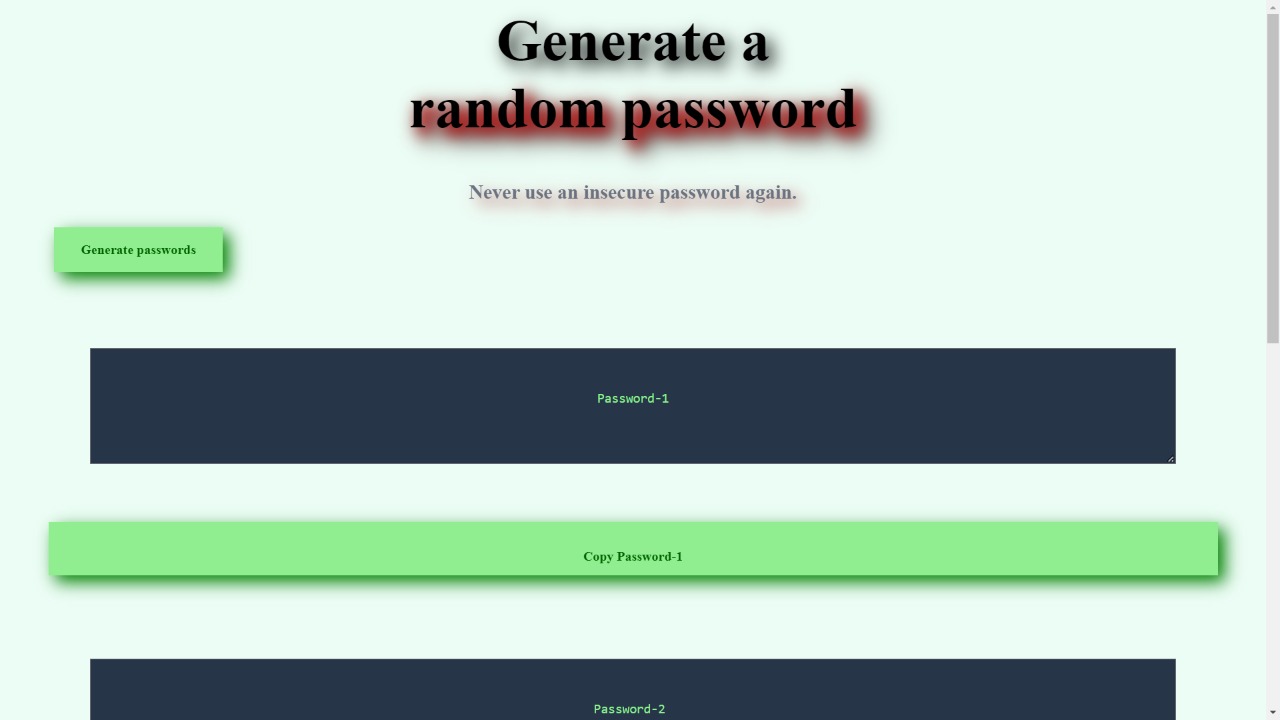 Generate a
random password
Never use an insecure password again.
Generate passwords
Password-1
Copy Password-1
Password-2